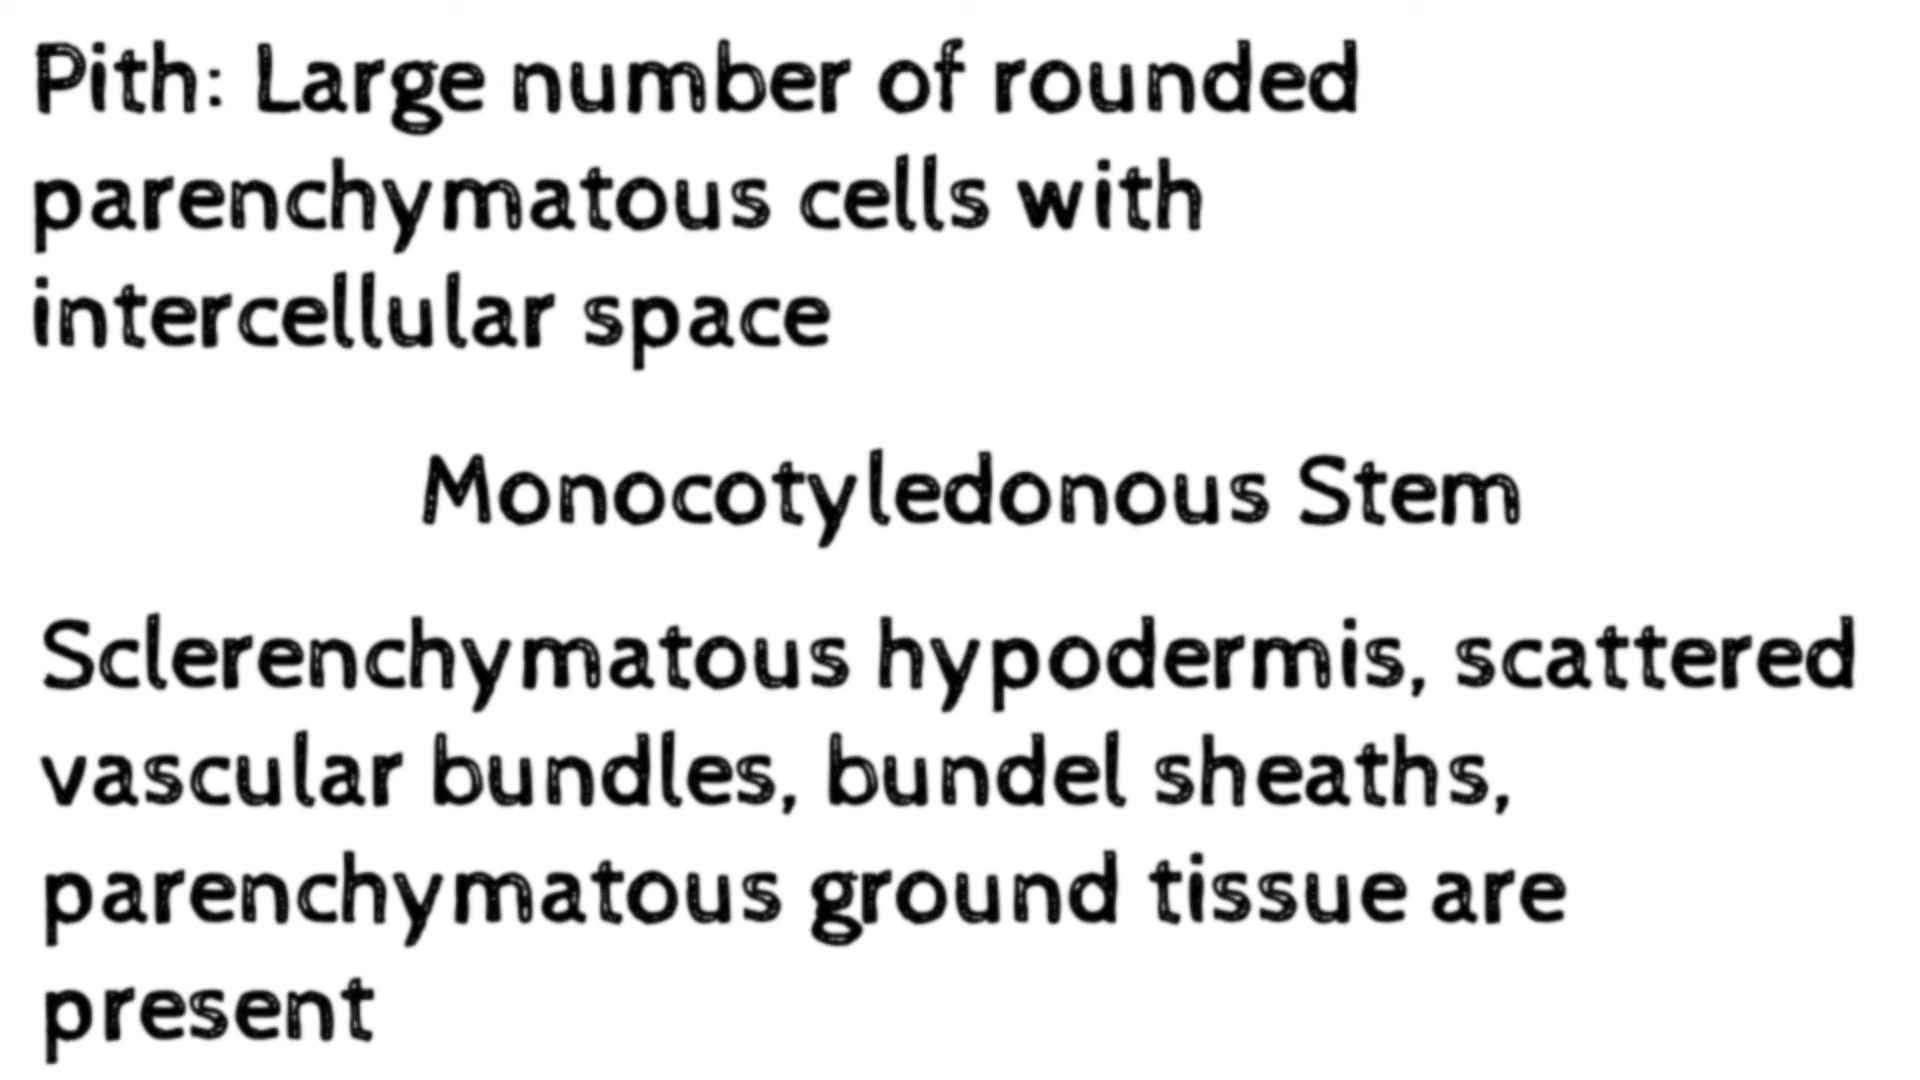 Pith: Large number of rounded
parenchymatous cells with
intercellular space
Monocotyledonous Stem
Sclerenchymatous hypodermis, scattered
vascular bundles, bundel sheaths,
parenchymatous ground tissue are
present